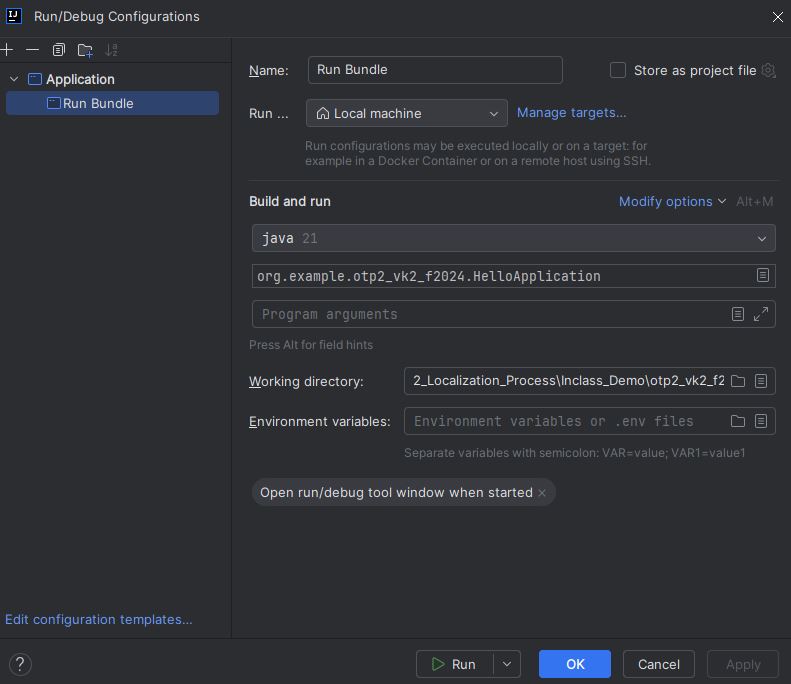 Run/Debug Configurations
Application
Run Bundle
Edit configuration templates...
Name: Run Bundle Store as project file
Run ... Local machine Manage targets...
Run configurations may be executed locally or on a target: for
example in a Docker Container or on a remote host using SSH.
Build and run Modify options Alt+M
java 21
org.example.otp2_vk2_f2024.HelloApplication
Program arguments
Press Alt for field hints
Working directory: 2_Localization_Process\Inclass_Demo\otp2_vk2_f2
Environment variables: Environment variables or .env files
Separate variables with semicolon: VAR=value; VAR1=value1
Open run/debug tool window when started ×
? Run OK Cancel Apply